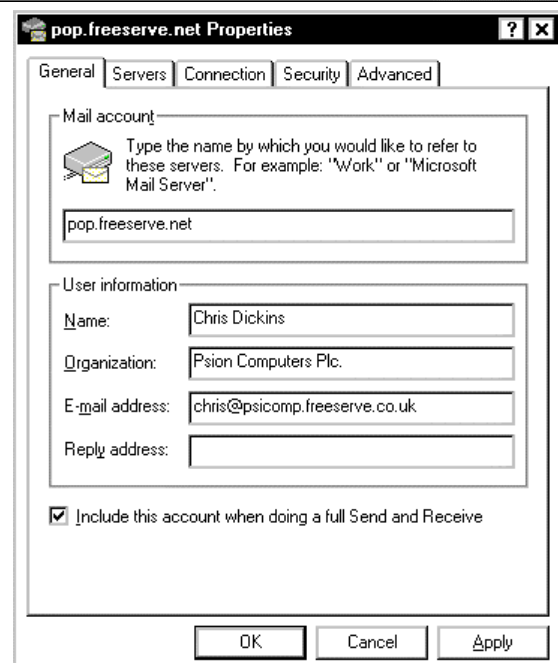 pop.freeserve.net Properties
General Servers Connection Security Advanced
Mail account
Type the name by which you would like to refer to
these servers. For example: "Work" or "Microsoft
Mail Server".
pop.freeserve.net
User information
Name: Chris Dickins
Organization: Psion Computers Plc.
E-mail address: chris@psicomp.freeserve.co.uk
Reply address:
Include this account when doing a full Send and Receive
OK Cancel Apply